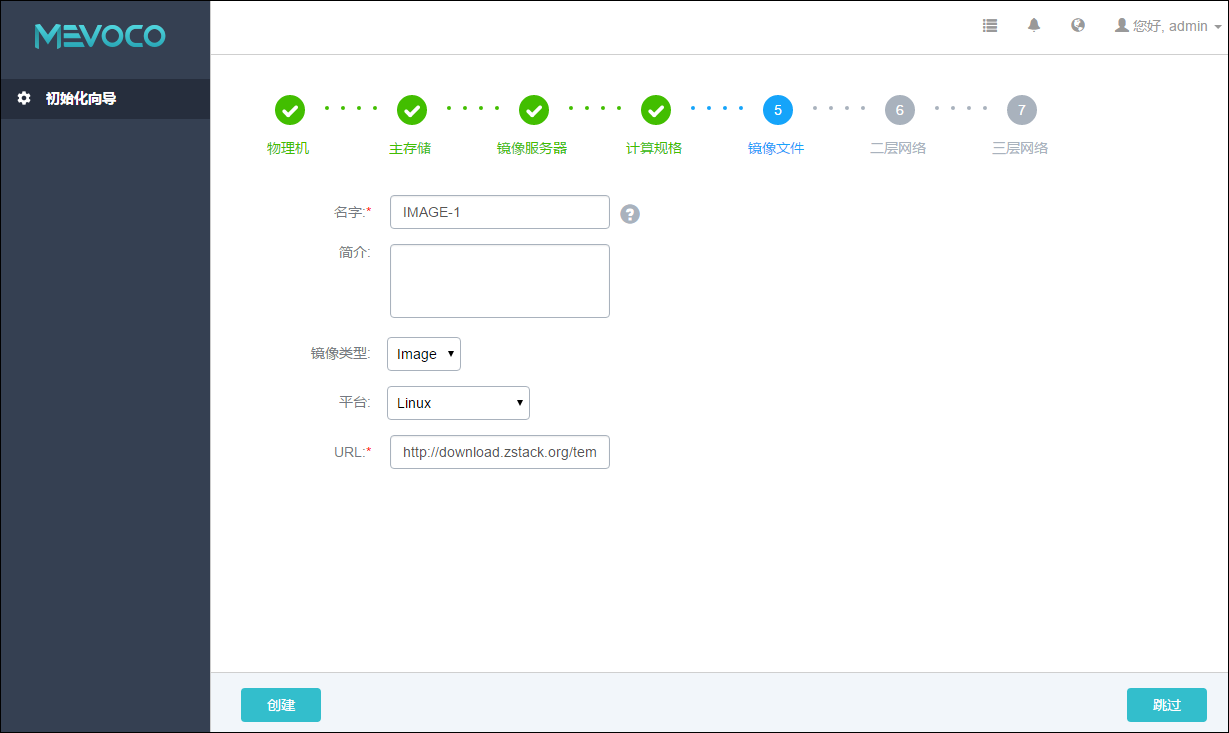 MEVOCO
您好, admin
初始化向导
5
6
7
物理机
主存储
镜像服务器
计算规格
镜像文件
二层网络
三层网络
名字:*
IMAGE-1
?
简介:
镜像类型:
Image
平台:
Linux
URL:*
http://download.zstack.org/tem
创建
跳过